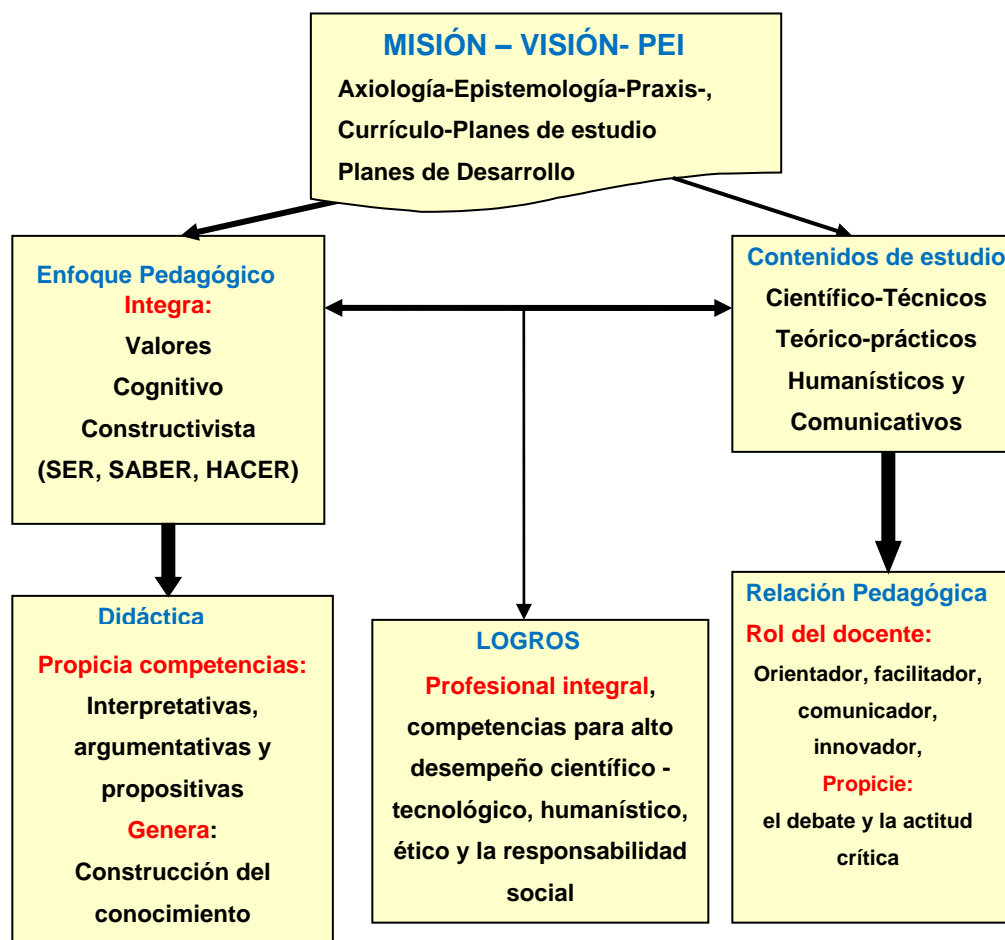 MISIÓN – VISIÓN- PEI
Axiología-Epistemología-Praxis-,
Currículo-Planes de estudio
Planes de Desarrollo
Enfoque Pedagógico
Integra:
Valores
Cognitivo
Constructivista
(SER, SABER, HACER)
Contenidos de estudio
Científico-Técnicos
Teórico-prácticos
Humanísticos y
Comunicativos
Didáctica
Propicia competencias:
Interpretativas,
argumentativas y
propositivas
Genera:
Construcción del
conocimiento
LOGROS
Profesional integral,
competencias para alto
desempeño científico -
tecnológico, humanístico,
ético y la responsabilidad
social
Relación Pedagógica
Rol del docente:
Orientador, facilitador,
comunicador,
innovador,
Propicie:
el debate y la actitud
crítica